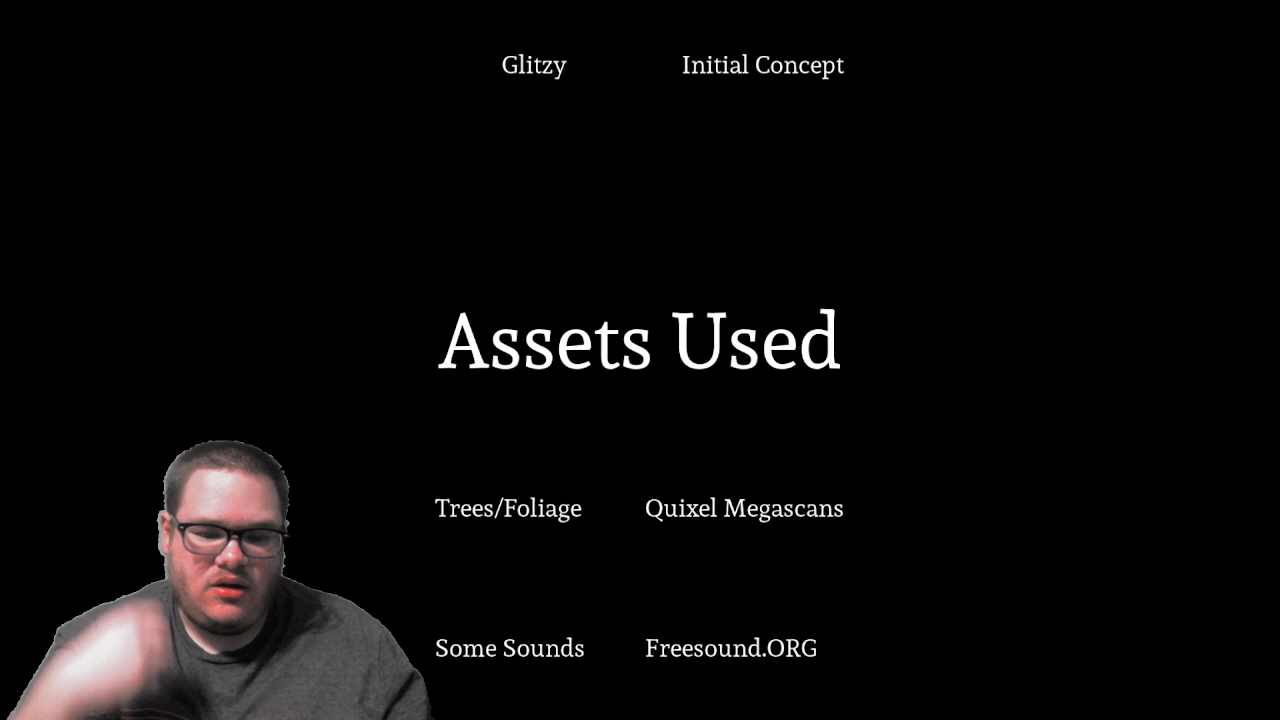 Glitzy Initial Concept
Assets Used
Trees/Foliage Quixel Megascans
Some Sounds Freesound.ORG